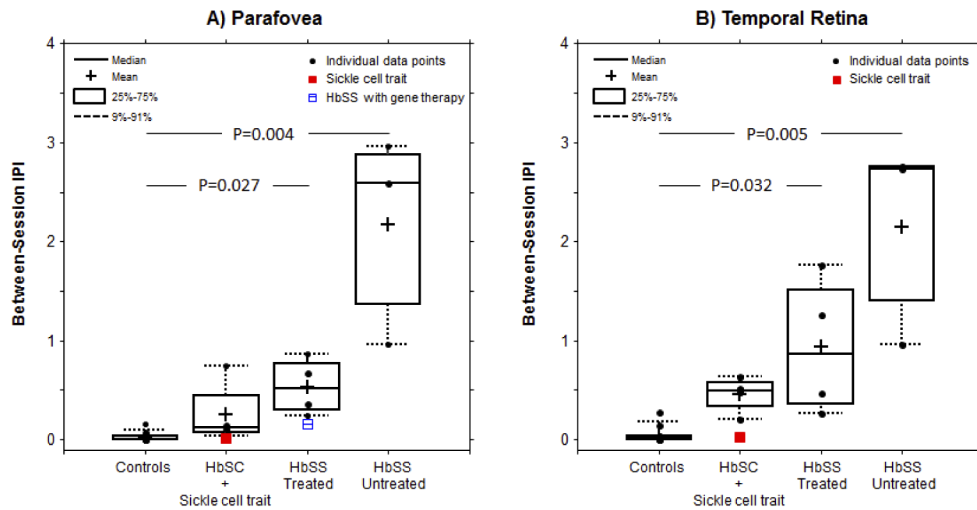 A) Parafovea
4
3
2
1
0
Between-Session IPI
Median
Mean
25%-75%
9%-91%
Individual data points
Sickle cell trait
HbSS with gene therapy
P=0.004
P=0.027
Controls
HbSC
+
Sickle cell trait
HbSS
Treated
HbSS
Untreated
B) Temporal Retina
4
3
2
1
0
Between-Session IPI
Median
Mean
25%-75%
9%-91%
Individual data points
Sickle cell trait
P=0.005
P=0.032
Controls
HbSC
+
Sickle cell trait
HbSS
Treated
HbSS
Untreated